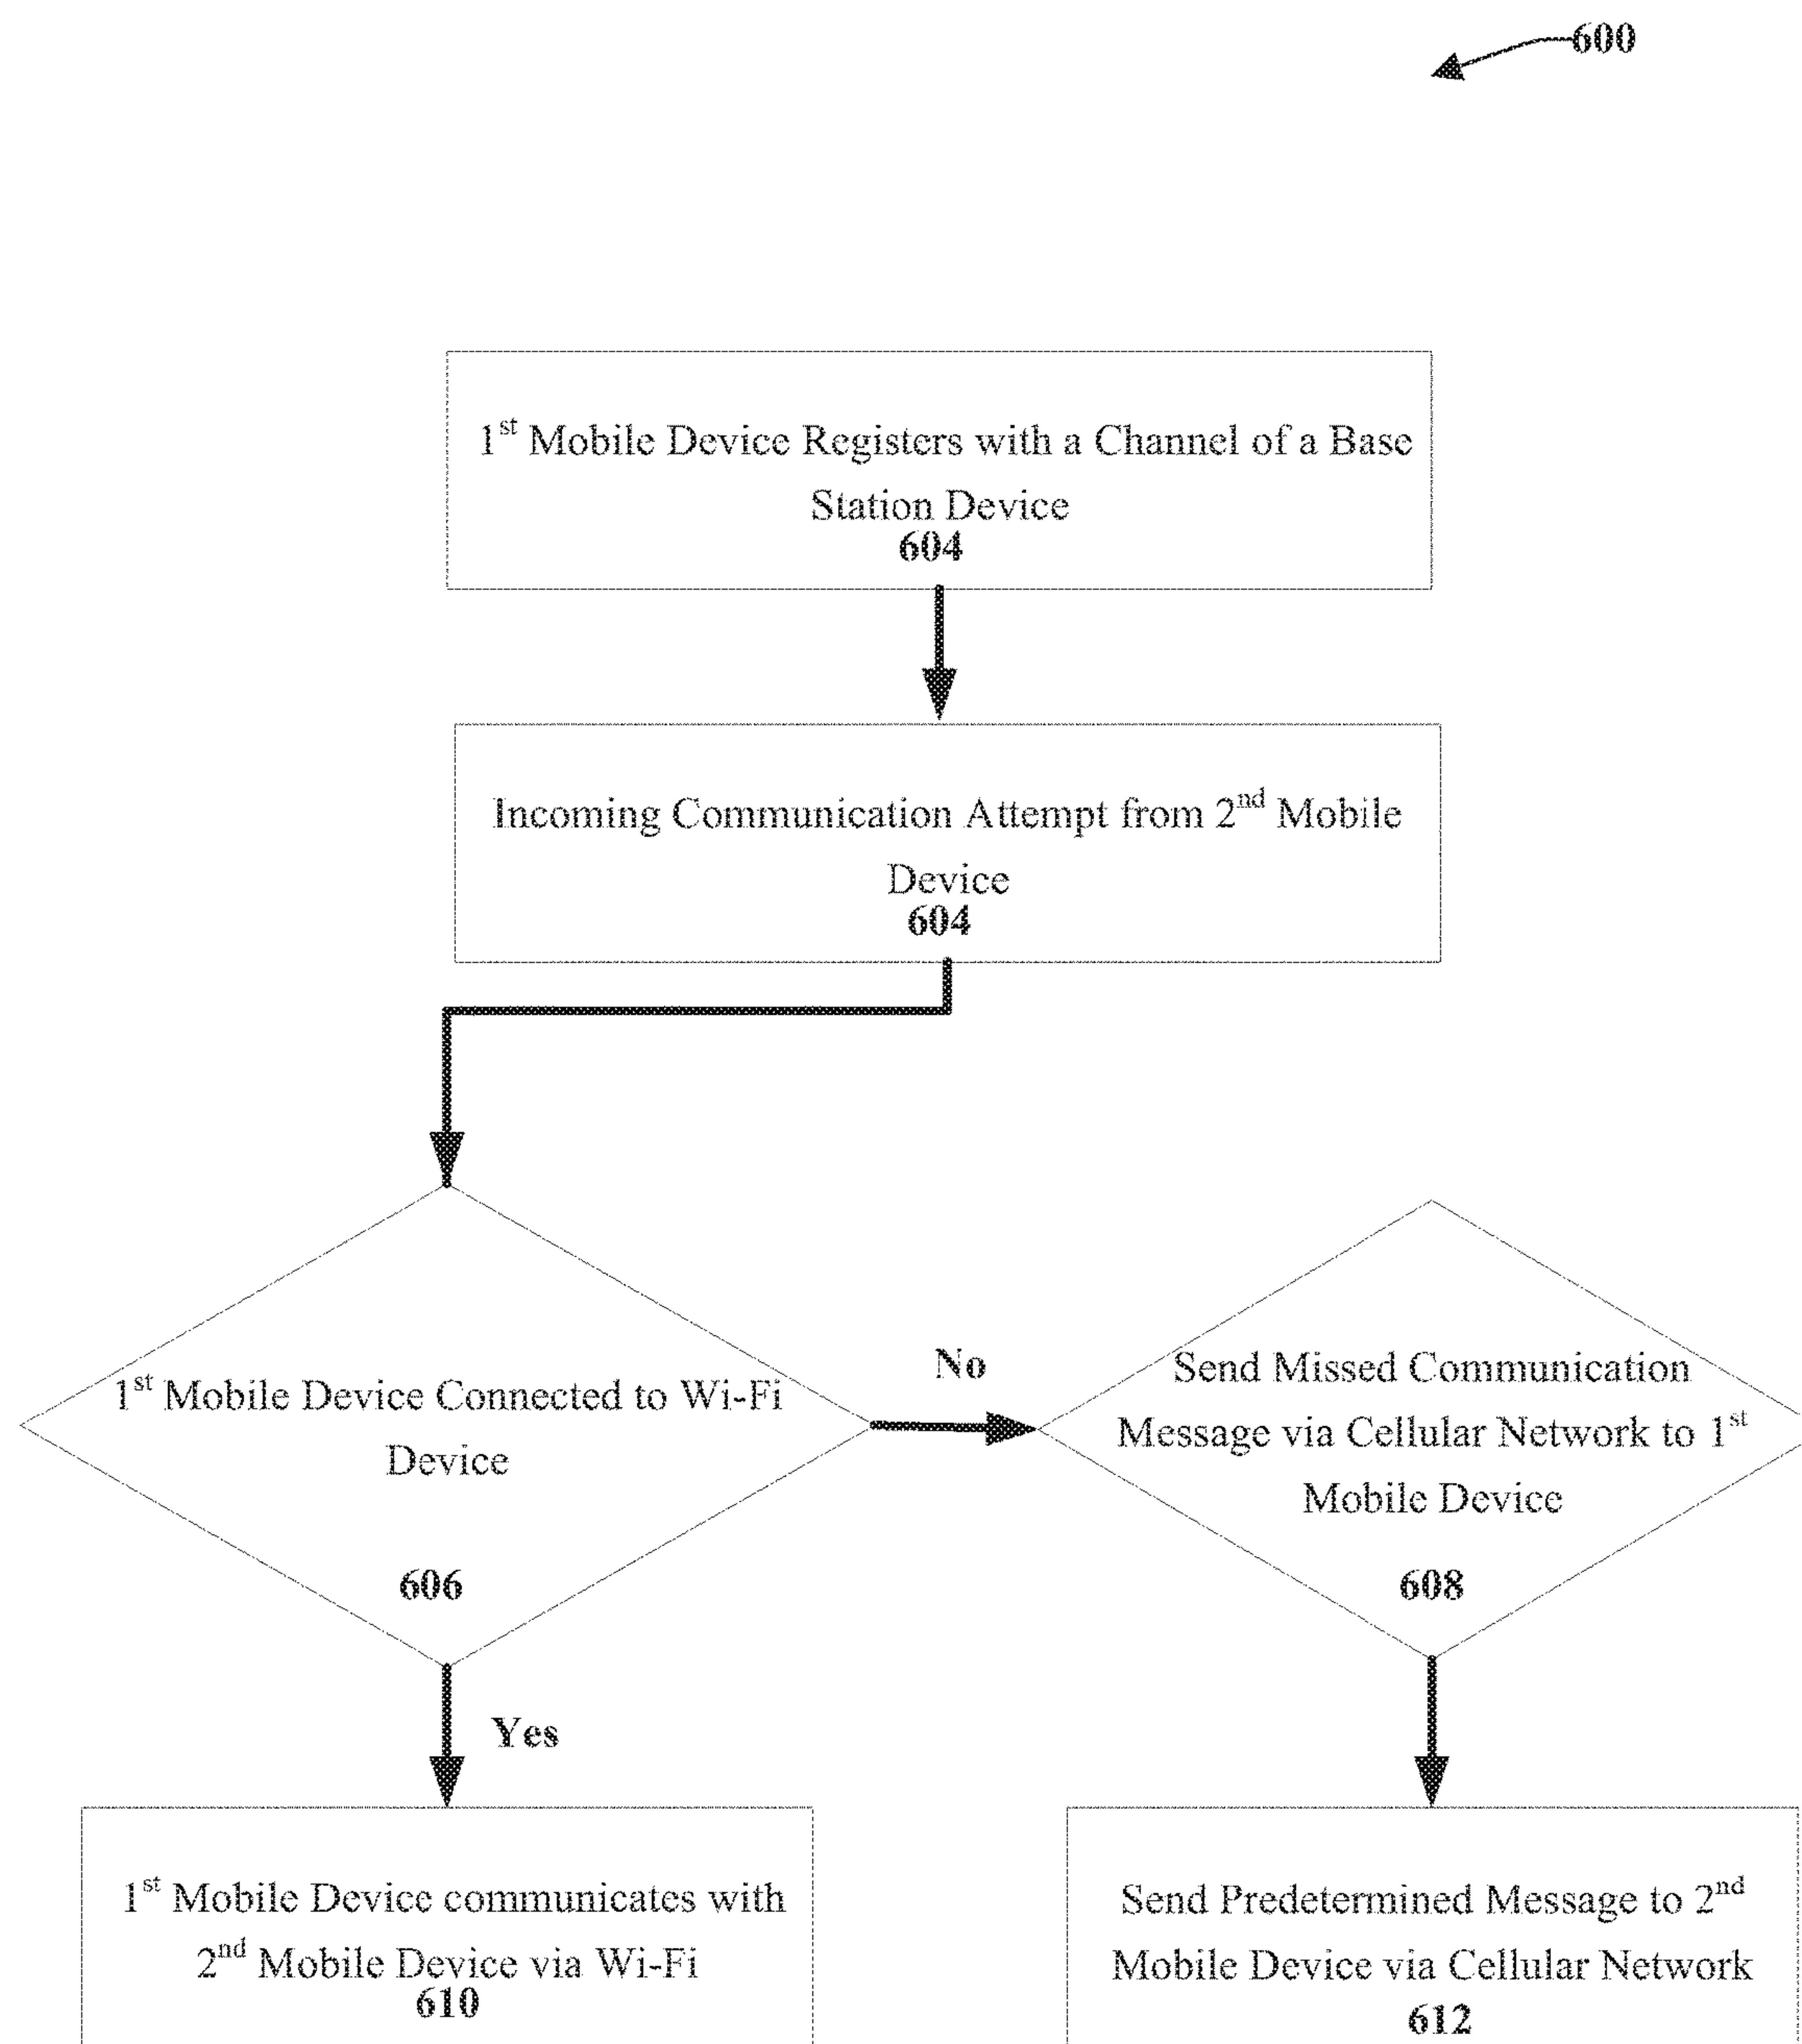 600
1st Mobile Device Registers with a Channel of a Base
Station Device
604
Incoming Communication Attempt from 2nd Mobile
Device
604
1st Mobile Device Connected to Wi-Fi
Device
606
No
Send Missed Communication
Message via Cellular Network to 1st
Mobile Device
608
Yes
1st Mobile Device communicates with
2nd Mobile Device via Wi-Fi
610
Send Predetermined Message to 2nd
Mobile Device via Cellular Network
612